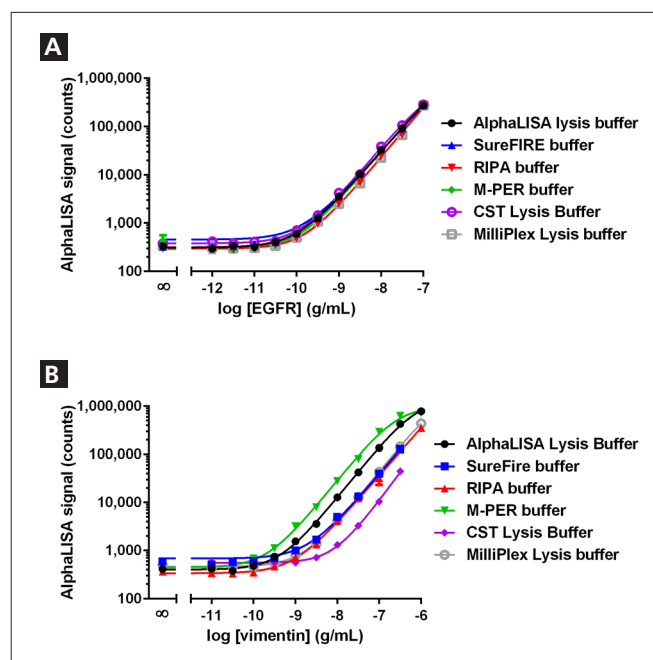 A
AlphaLISA signal (counts)
1,000,000
100,000
10,000
1,000
100
∞ -12 -11 -10 -9 -8 -7
log [EGFR] (g/mL)
AlphaLISA lysis buffer
SureFIRE buffer
RIPA buffer
M-PER buffer
CST Lysis Buffer
MilliPlex Lysis buffer
B
AlphaLISA signal (counts)
1,000,000
100,000
10,000
1,000
100
∞ -11 -10 -9 -8 -7 -6
log [vimentin] (g/mL)
AlphaLISA Lysis Buffer
SureFire buffer
RIPA buffer
M-PER buffer
CST Lysis Buffer
MilliPlex Lysis buffer